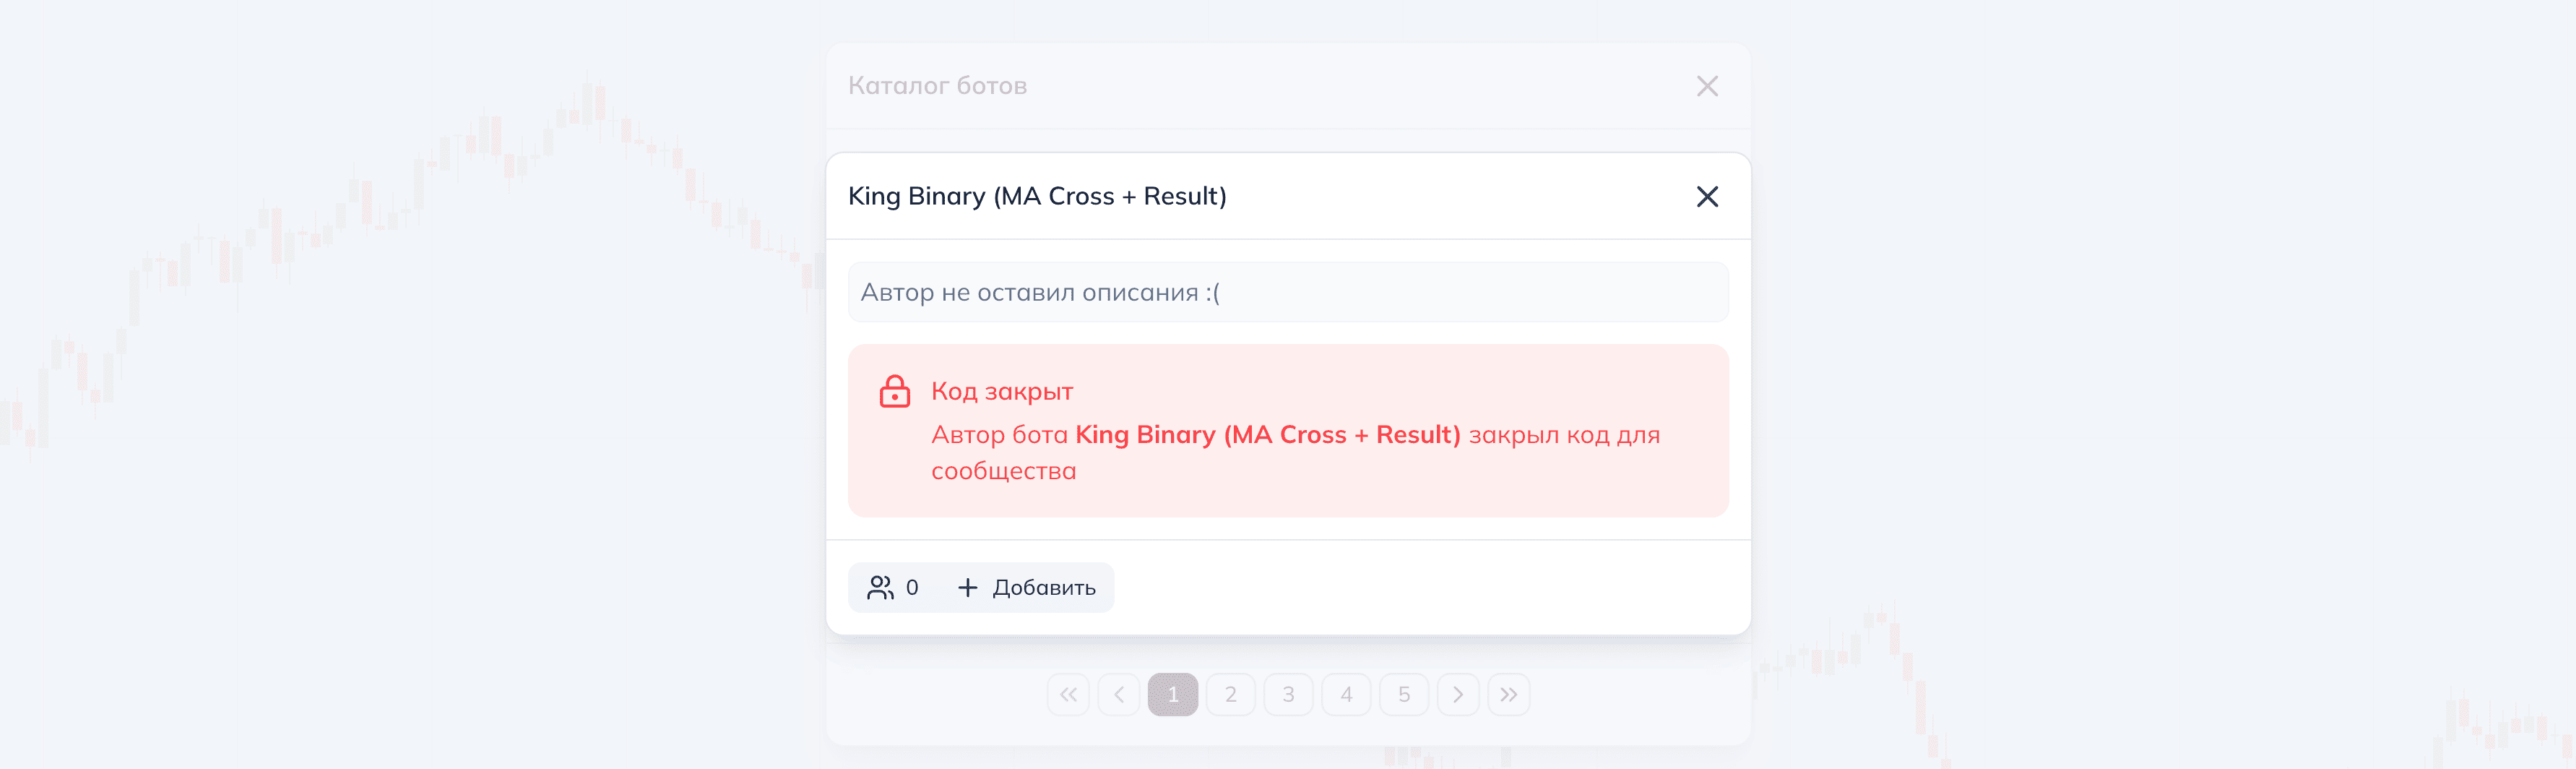 Каталог ботов
King Binary (MA Cross + Result)
Автор не оставил описания :(
Код закрыт
Автор бота King Binary (MA Cross + Result) закрыл код для
сообщества
0 + Добавить
1 2 3 4 5